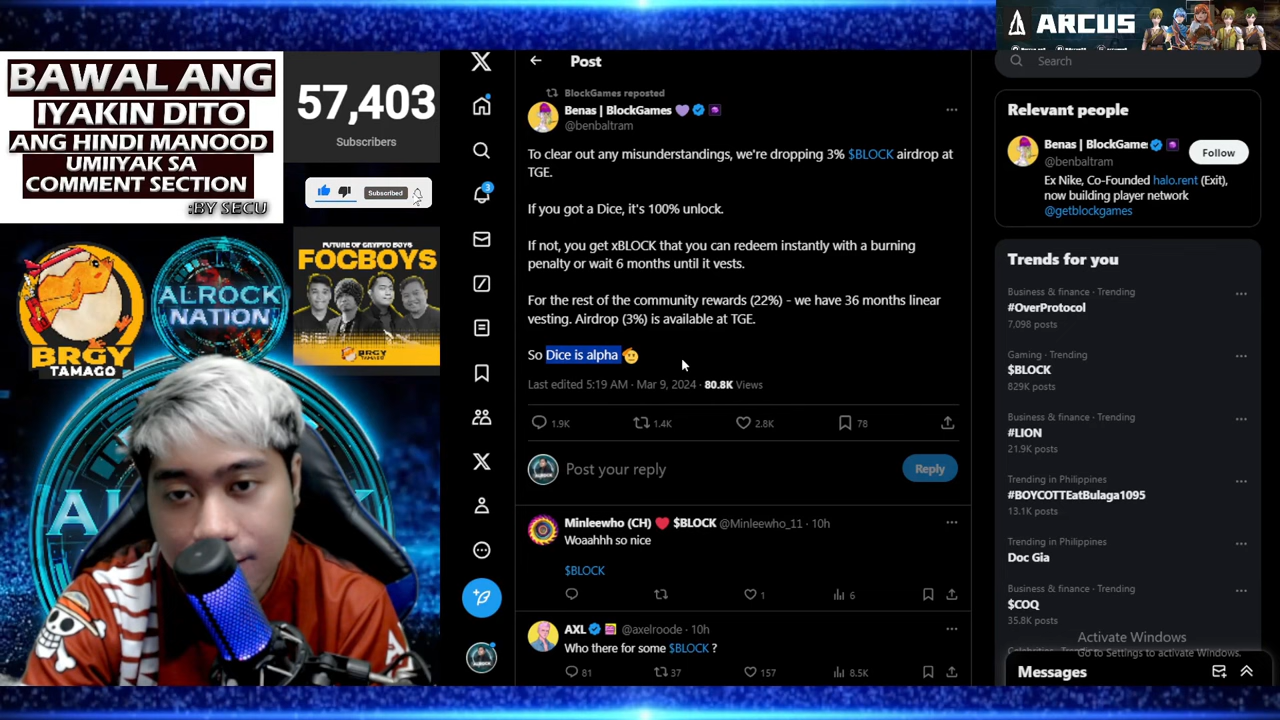 ARCUS
BAWAL ANG
IYAKIN DITO
ANG HINDI MANOOD
UMIIYAK SA
COMMENT SECTION
:BY SECU
57,403
Subscribers
Subscribed
BRGY
TAMAGO
ALROCK
NATION
FUTURE OF CRYPTO BOYS
FOCBOYS
BRGY
TAMAGO
3
Post
BlockGames reposted
Benas | BlockGames 💜
@benbaltram
To clear out any misunderstandings, we're dropping 3% $BLOCK airdrop at
TGE.
If you got a Dice, it's 100% unlock.
If not, you get xBLOCK that you can redeem instantly with a burning
penalty or wait 6 months until it vests.
For the rest of the community rewards (22%) - we have 36 months linear
vesting. Airdrop (3%) is available at TGE.
So Dice is alpha
Last edited 5:19 AM · Mar 9, 2024 · 80.8K Views
1.9K 1.4K 2.8K 78
Post your reply
Reply
Minleewho (CH) ❤️ $BLOCK @Minleewho_11 · 10h
Woaahhh so nice
$BLOCK
1 6
AXL @axelroode · 10h
Who there for some $BLOCK ?
81 37 157 8.5K
Search
Relevant people
Benas | BlockGame
@benbaltram
Follow
Ex Nike, Co-Founded halo.rent (Exit),
now building player network
@getblockgames
Trends for you
Business & finance · Trending
#OverProtocol
7,098 posts
Gaming · Trending
$BLOCK
829K posts
Business & finance · Trending
#LION
21.9K posts
Trending in Philippines
#BOYCOTTEatBulaga1095
13.1K posts
Trending in Philippines
Doc Gia
Business & finance · Trending
$COQ
35.8K posts
Activate Windows
Go to Settings to activate Windows.
Messages